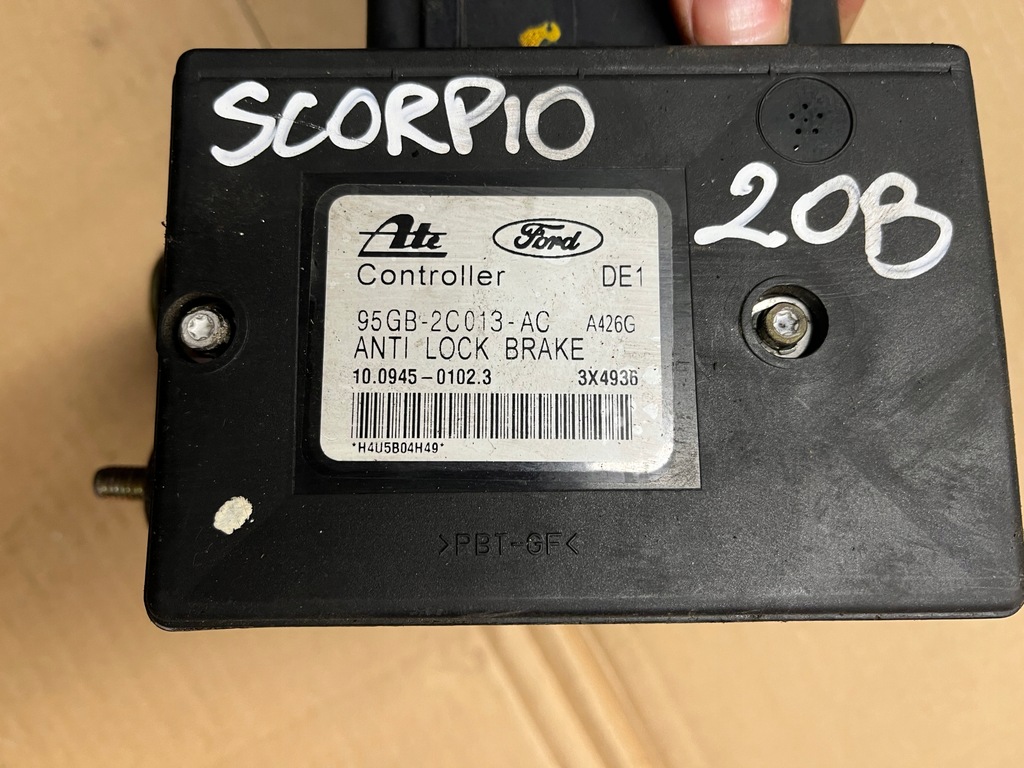 SCORPIO
20B
Ate Ford
Controller DE1
95GB-2C013-AC A426G
ANTI LOCK BRAKE
10.0945-0102.3 3X4936
*H4U5B04H49*
>PBT-GF<